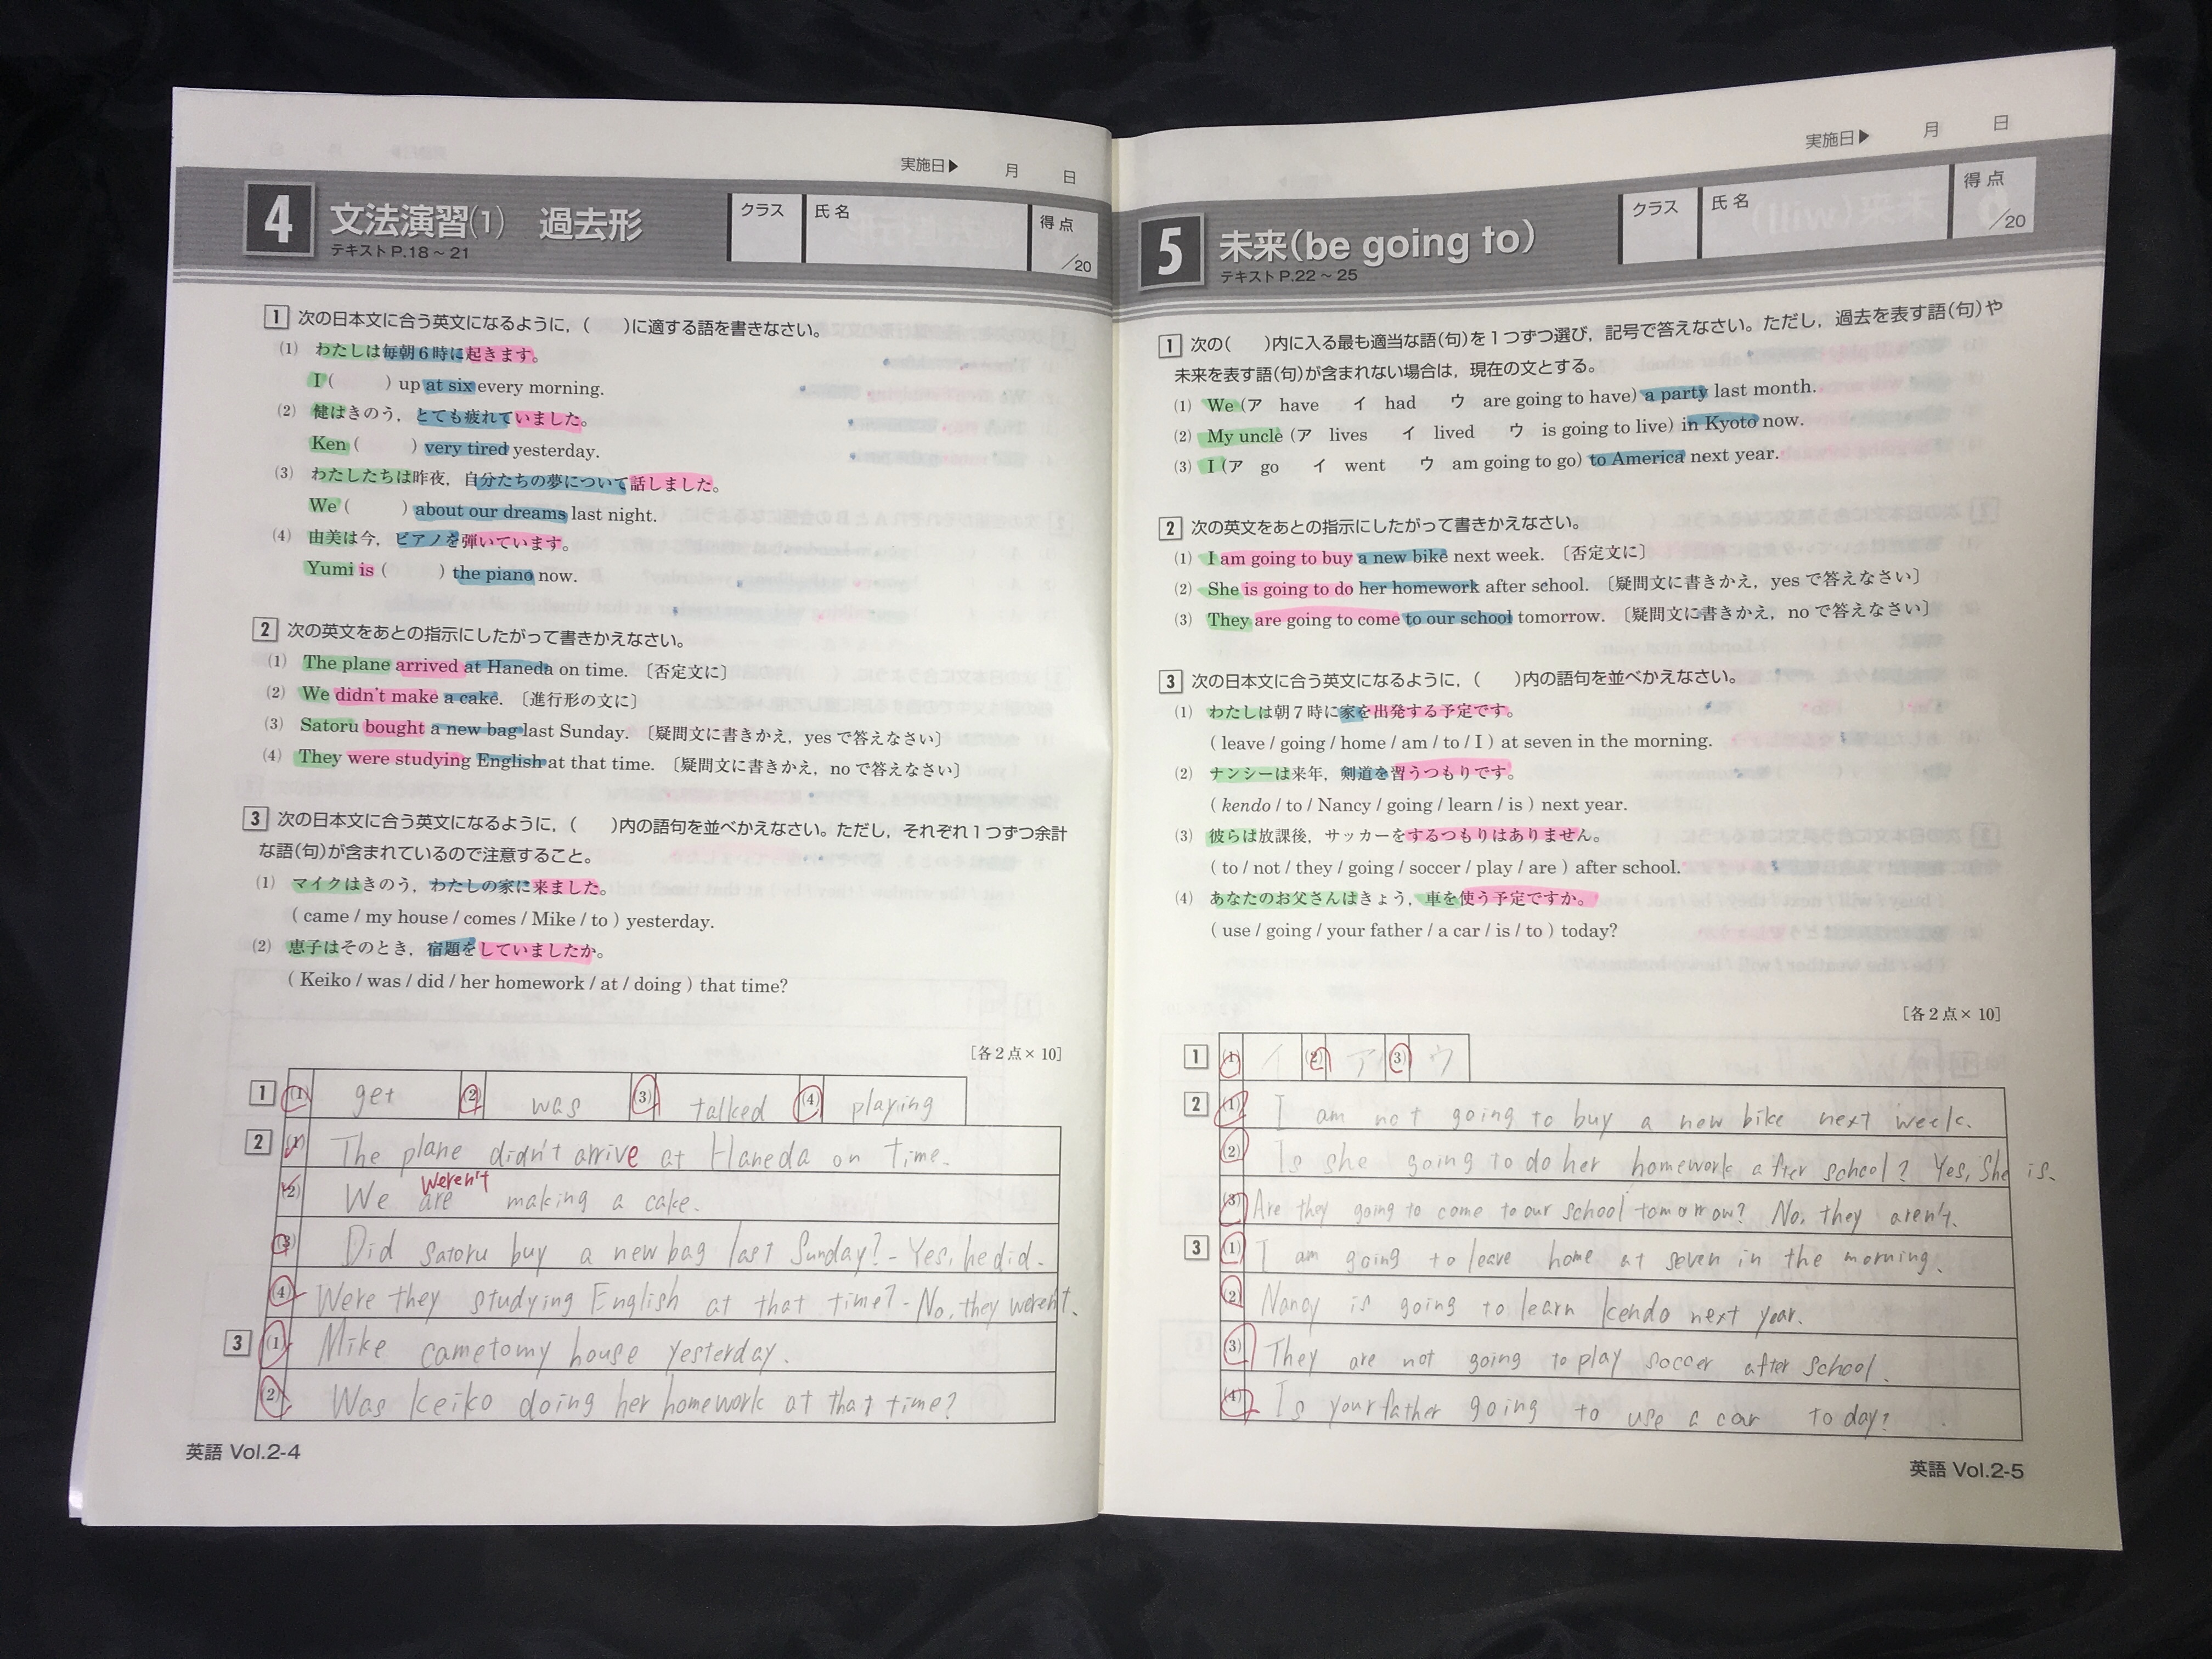 実施日▶ 月 日
4 文法演習(1) 過去形
テキストP.18～21
クラス 氏名 得点 /20
1 次の日本文に合う英文になるように，( )に適する語を書きなさい。
(1) わたしは毎朝6時に起きます。
I ( ) up at six every morning.
(2) 健はきのう，とても疲れていました。
Ken ( ) very tired yesterday.
(3) わたしたちは昨夜，自分たちの夢について話しました。
We ( ) about our dreams last night.
(4) 由美は今，ピアノを弾いています。
Yumi is ( ) the piano now.
2 次の英文をあとの指示にしたがって書きかえなさい。
(1) The plane arrived at Haneda on time. 〔否定文に〕
(2) We didn't make a cake. 〔進行形の文に〕
(3) Satoru bought a new bag last Sunday. 〔疑問文に書きかえ，yesで答えなさい〕
(4) They were studying English at that time. 〔疑問文に書きかえ，noで答えなさい〕
3 次の日本文に合う英文になるように，( )内の語句を並べかえなさい。ただし，それぞれ1つずつ余計
な語(句)が含まれているので注意すること。
(1) マイクはきのう，わたしの家に来ました。
( came / my house / comes / Mike / to ) yesterday.
(2) 恵子はそのとき，宿題をしていましたか。
( Keiko / was / did / her homework / at / doing ) that time?
[各2点×10]
1 (1) get (2) was (3) talked (4) playing
2 (1) The plane didn't arrive at Haneda on time.
weren't
(2) We are making a cake.
(3) Did satoru buy a new bag last Sunday? - Yes, he did.
(4) Were they studying English at that time? - No, they weren't.
3 (1) Mike came to my house yesterday.
(2) Was keiko doing her homework at that time?
英語 Vol.2-4
実施日▶ 月 日
5 未来(be going to)
テキストP.22～25
クラス 氏名 得点 /20
1 次の( )内に入る最も適当な語(句)を1つずつ選び，記号で答えなさい。ただし，過去を表す語(句)や
未来を表す語(句)が含まれない場合は，現在の文とする。
(1) We (ア have イ had ウ are going to have) a party last month.
(2) My uncle (ア lives イ lived ウ is going to live) in Kyoto now.
(3) I (ア go イ went ウ am going to go) to America next year.
2 次の英文をあとの指示にしたがって書きかえなさい。
(1) I am going to buy a new bike next week. 〔否定文に〕
(2) She is going to do her homework after school. 〔疑問文に書きかえ，yesで答えなさい〕
(3) They are going to come to our school tomorrow. 〔疑問文に書きかえ，noで答えなさい〕
3 次の日本文に合う英文になるように，( )内の語句を並べかえなさい。
(1) わたしは朝7時に家を出発する予定です。
( leave / going / home / am / to / I ) at seven in the morning.
(2) ナンシーは来年，剣道を習うつもりです。
( kendo / to / Nancy / going / learn / is ) next year.
(3) 彼らは放課後，サッカーをするつもりはありません。
( to / not / they / going / soccer / play / are ) after school.
(4) あなたのお父さんはきょう，車を使う予定ですか。
( use / going / your father / a car / is / to ) today?
[各2点×10]
1 (1) イ (2) ア (3) ウ
2 (1) I am not going to buy a new bike next week.
(2) Is she going to do her homework after school? Yes, She is.
(3) Are they going to come to our school tomorrow? No, they aren't.
3 (1) I am going to leave home at seven in the morning.
(2) Nancy is going to learn kendo next year.
(3) They are not going to play soccer after school.
(4) Is your father going to use a car today?
英語 Vol.2-5